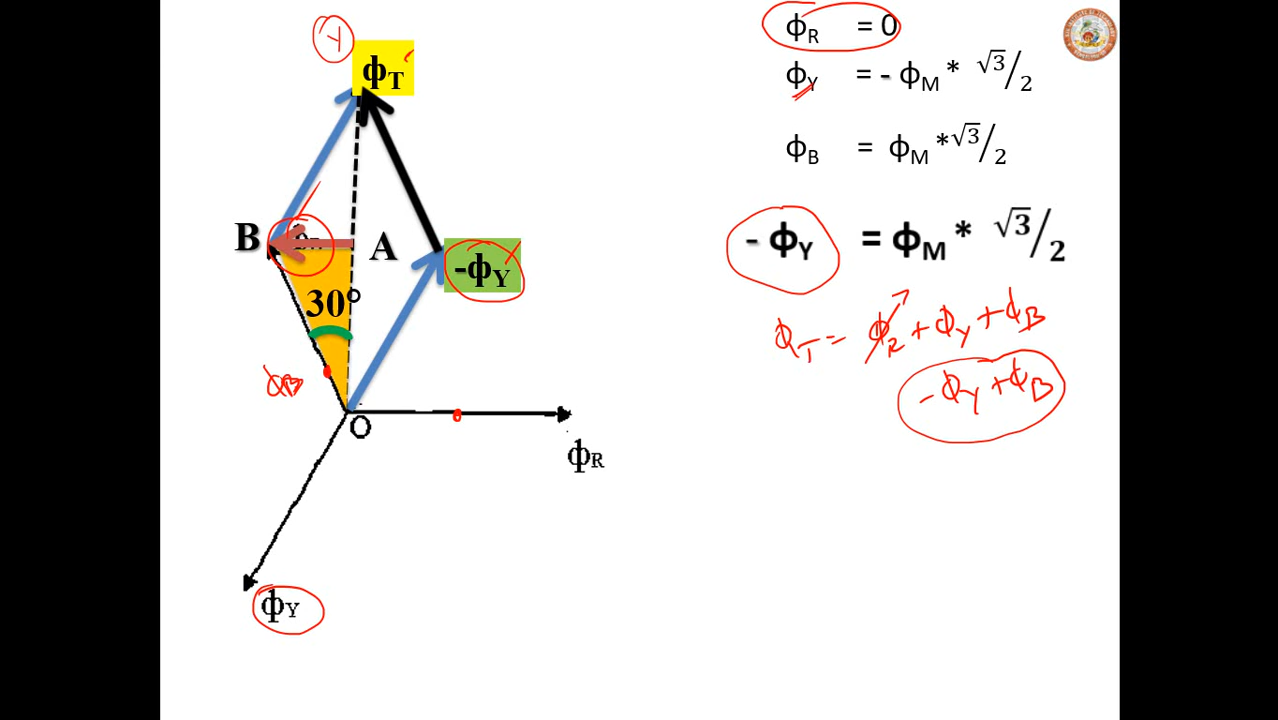 Y
ϕT
B
A
-ϕY
30°
ϕB
O
ϕR
ϕY
ϕR = 0
ϕY = - ϕM * √3/2
ϕB = ϕM *√3/2
- ϕY = ϕM * √3/2
ϕT = ϕR + ϕY + ϕB
- ϕY + ϕB